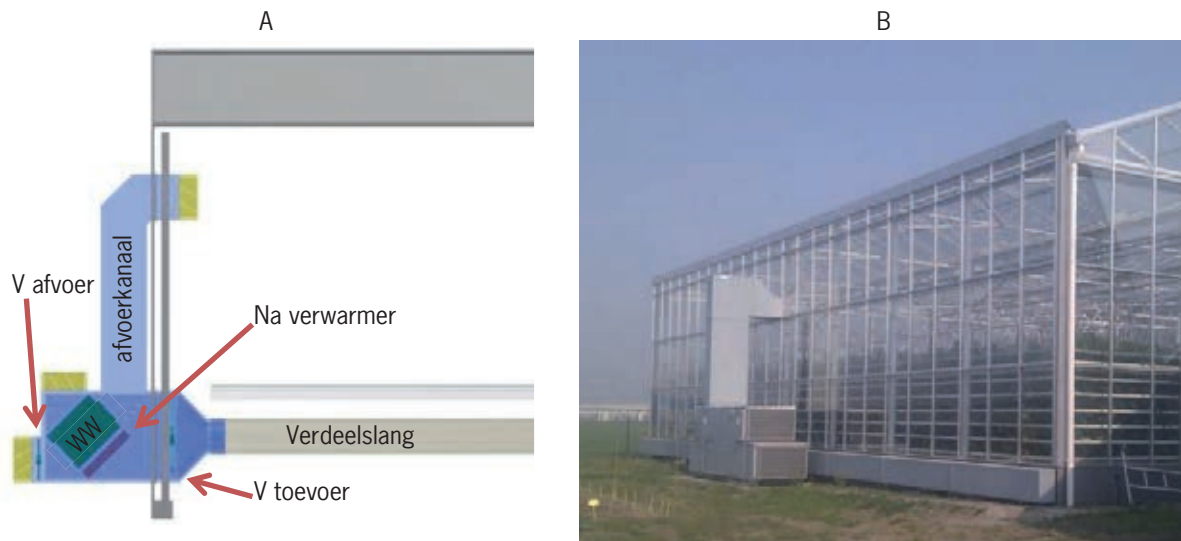 A
B
V afvoer
afvoerkanaal
Na verwarmer
WW
Verdeelslang
V toevoer